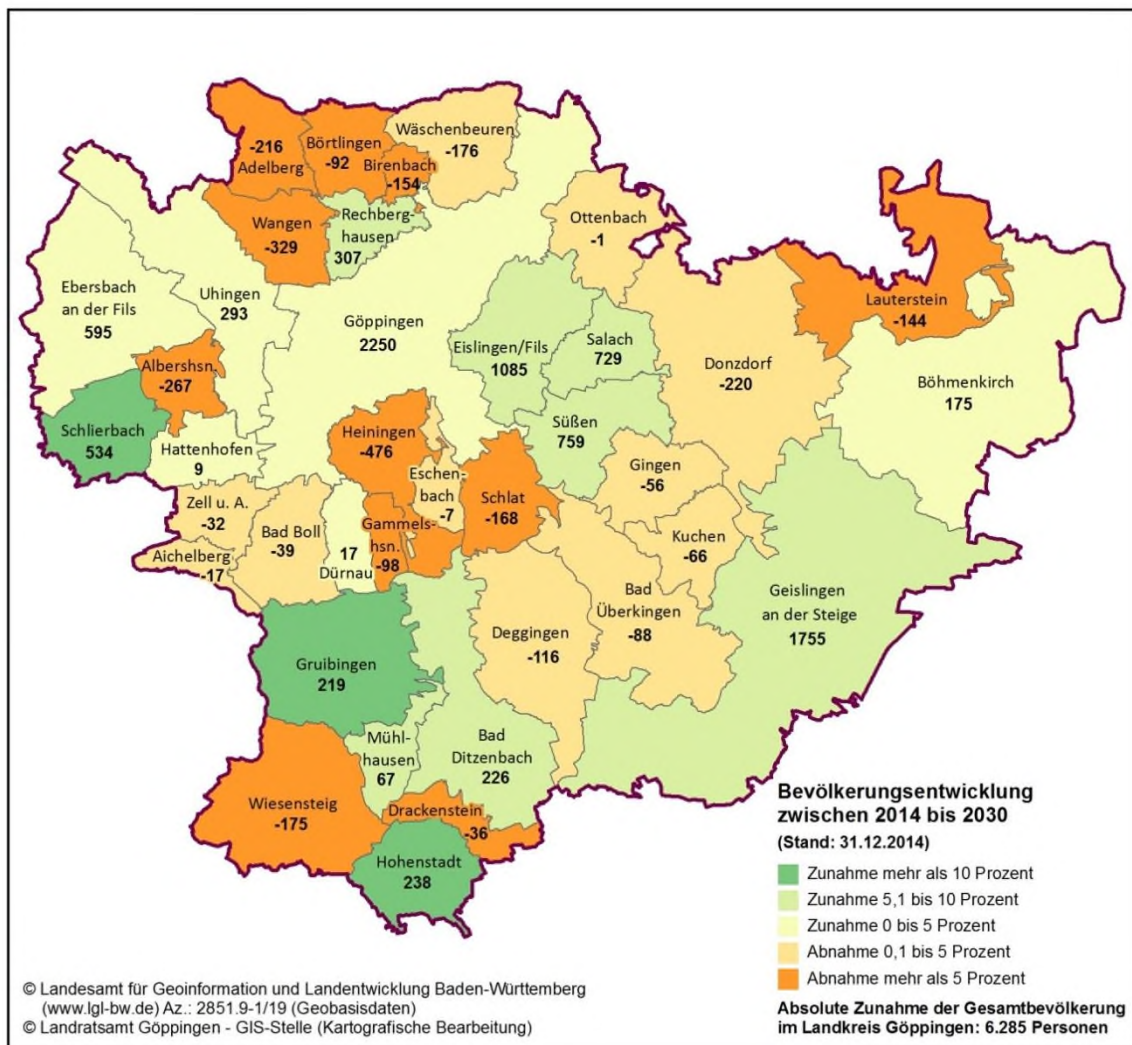 -216
Adelberg
Börtlingen
-92
Birenbach
-154
Wäschenbeuren
-176
Wangen
-329
Rechberg-
hausen
307
Ottenbach
-1
Ebersbach
an der Fils
595
Uhingen
293
Göppingen
2250
Eislingen/Fils
1085
Salach
729
Donzdorf
-220
Lauterstein
-144
Böhmenkirch
175
Albershsn.
-267
Schlierbach
534
Hattenhofen
9
Heiningen
-476
Eschen-
bach
-7
Schlat
-168
Süßen
759
Gingen
-56
Kuchen
-66
Zell u. A.
-32
Aichelberg
-17
Bad Boll
-39
17
Dürnau
Gammels-
hsn.
-98
Deggingen
-116
Bad
Überkingen
-88
Geislingen
an der Steige
1755
Gruibingen
219
Mühl-
hausen
67
Bad
Ditzenbach
226
Wiesensteig
-175
Drackenstein
-36
Hohenstadt
238
Bevölkerungsentwicklung
zwischen 2014 bis 2030
(Stand: 31.12.2014)
Zunahme mehr als 10 Prozent
Zunahme 5,1 bis 10 Prozent
Zunahme 0 bis 5 Prozent
Abnahme 0,1 bis 5 Prozent
Abnahme mehr als 5 Prozent
Absolute Zunahme der Gesamtbevölkerung
im Landkreis Göppingen: 6.285 Personen
© Landesamt für Geoinformation und Landentwicklung Baden-Württemberg
(www.lgl-bw.de) Az.: 2851.9-1/19 (Geobasisdaten)
© Landratsamt Göppingen - GIS-Stelle (Kartografische Bearbeitung)